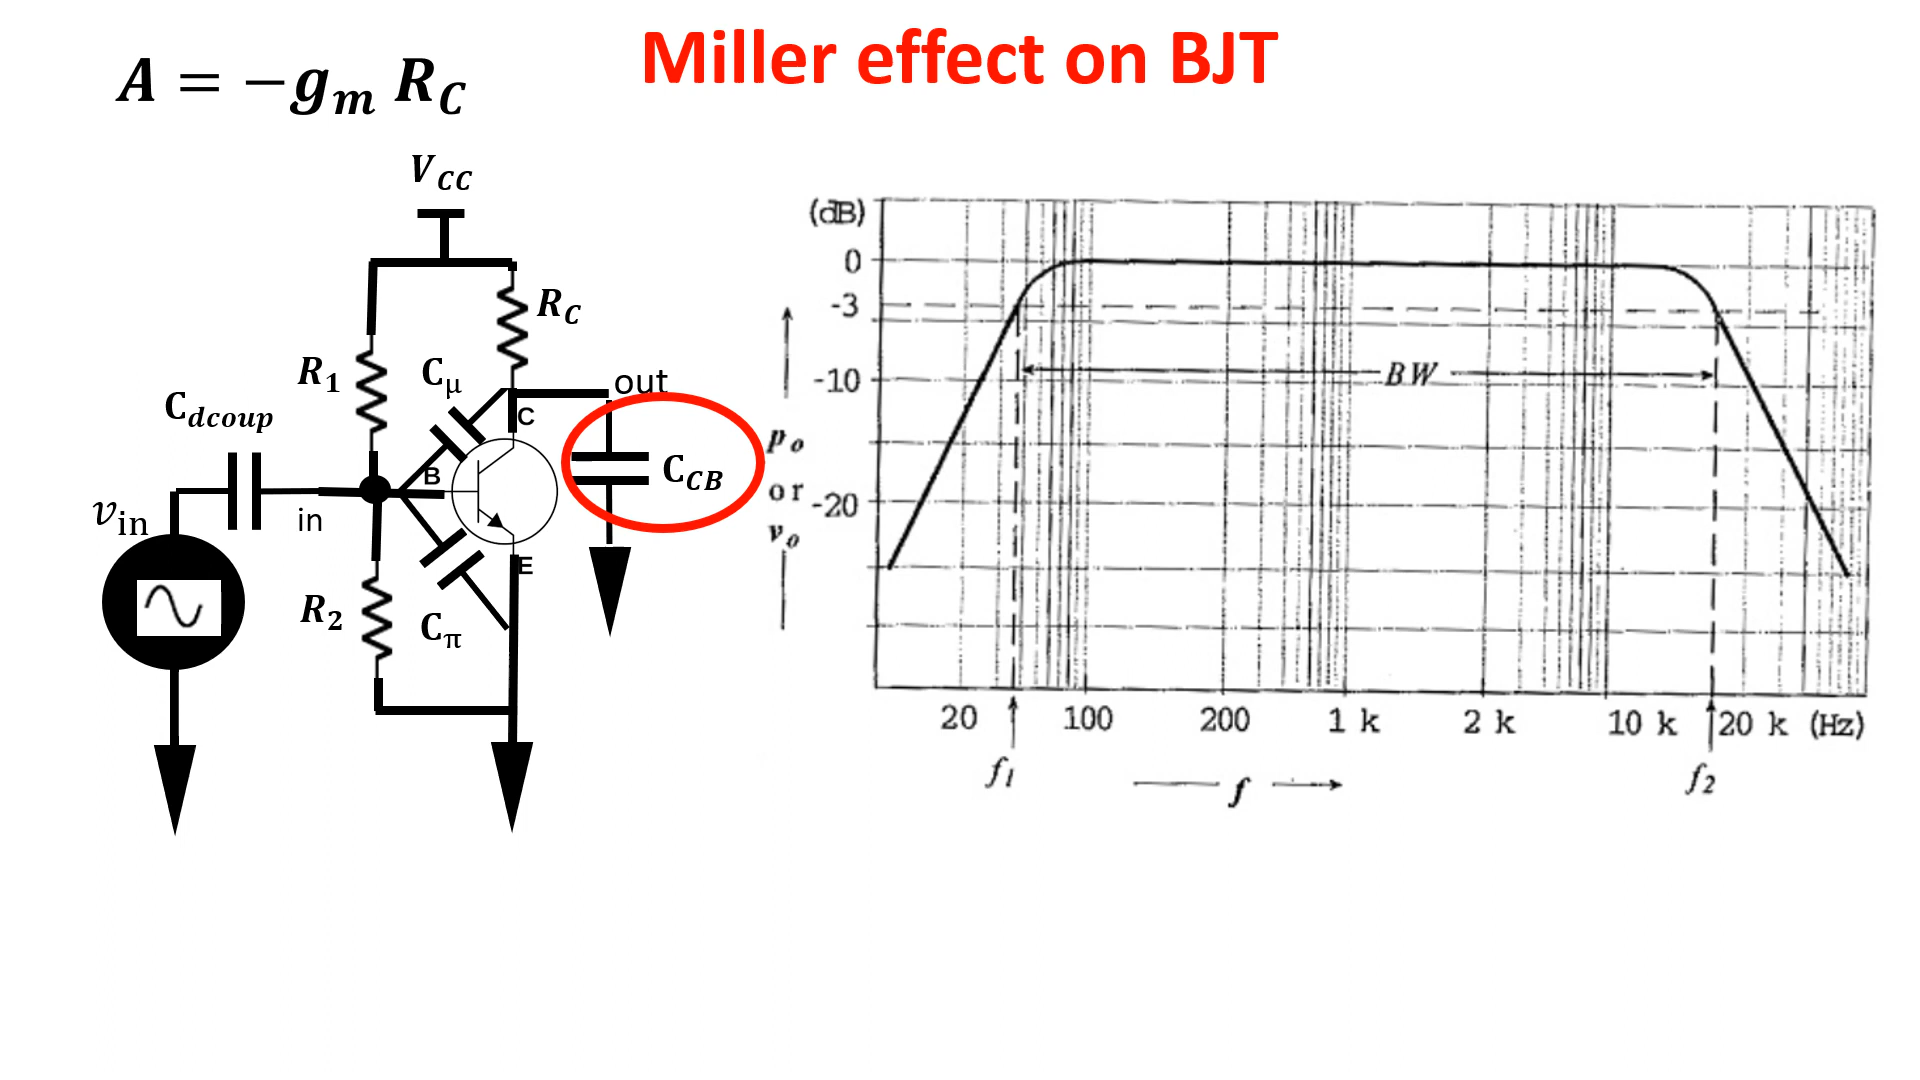 Miller effect on BJT
A = −g_m R_C
V_CC
R_C
R_1
C_μ
out
C
C_dcoup
B
C_CB
v_in
in
E
R_2
C_π
(dB)
0
-3
-10
BW
p_o
or
v_o
-20
20 100 200 1 k 2 k 10 k 20 k (Hz)
f_1
f
f_2